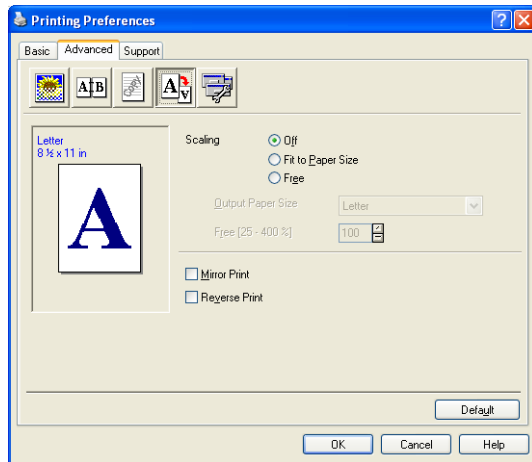 Printing Preferences
Basic Advanced Support
A B
copy
A A
Letter
8 ½ x 11 in
A
Scaling Off
Fit to Paper Size
Free
Output Paper Size Letter
Free [25 - 400 %] 100
Mirror Print
Reverse Print
Default
OK Cancel Help